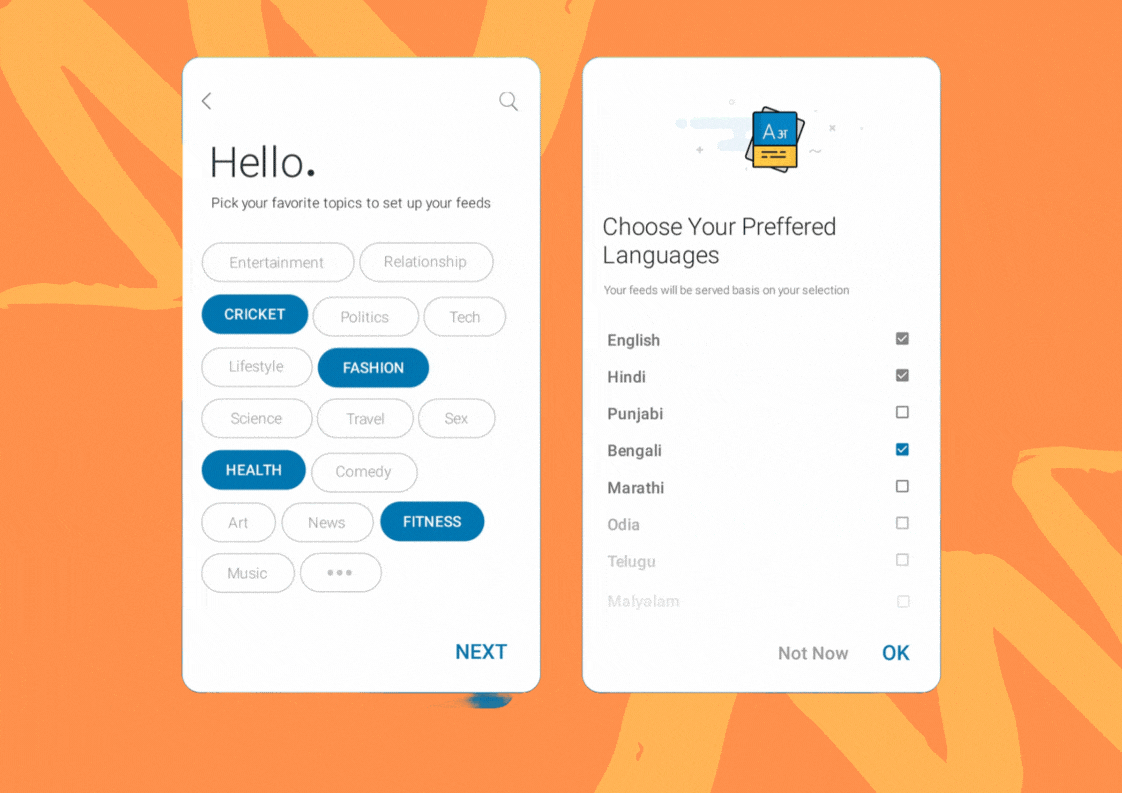 Hello.
Pick your favorite topics to set up your feeds
Entertainment Relationship
CRICKET Politics Tech
Lifestyle FASHION
Science Travel Sex
HEALTH Comedy
Art News FITNESS
Music •••
NEXT
A अ
Choose Your Preffered
Languages
Your feeds will be served basis on your selection
English
Hindi
Punjabi
Bengali
Marathi
Odia
Telugu
Malyalam
Not Now OK